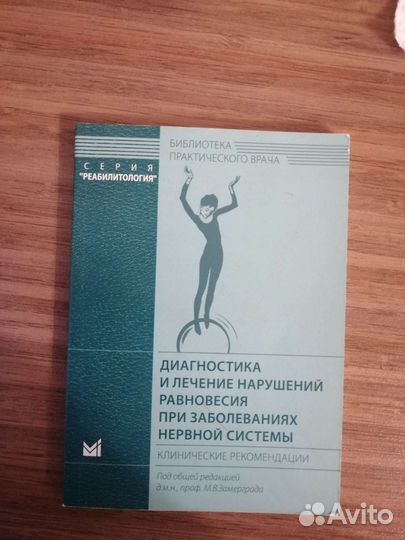 БИБЛИОТЕКА
ПРАКТИЧЕСКОГО ВРАЧА
СЕРИЯ
"РЕАБИЛИТОЛОГИЯ"
ДИАГНОСТИКА
И ЛЕЧЕНИЕ НАРУШЕНИЙ
РАВНОВЕСИЯ
ПРИ ЗАБОЛЕВАНИЯХ
НЕРВНОЙ СИСТЕМЫ
КЛИНИЧЕСКИЕ РЕКОМЕНДАЦИИ
Под общей редакцией
д.м.н., проф. М.В.Замерграда
Avito